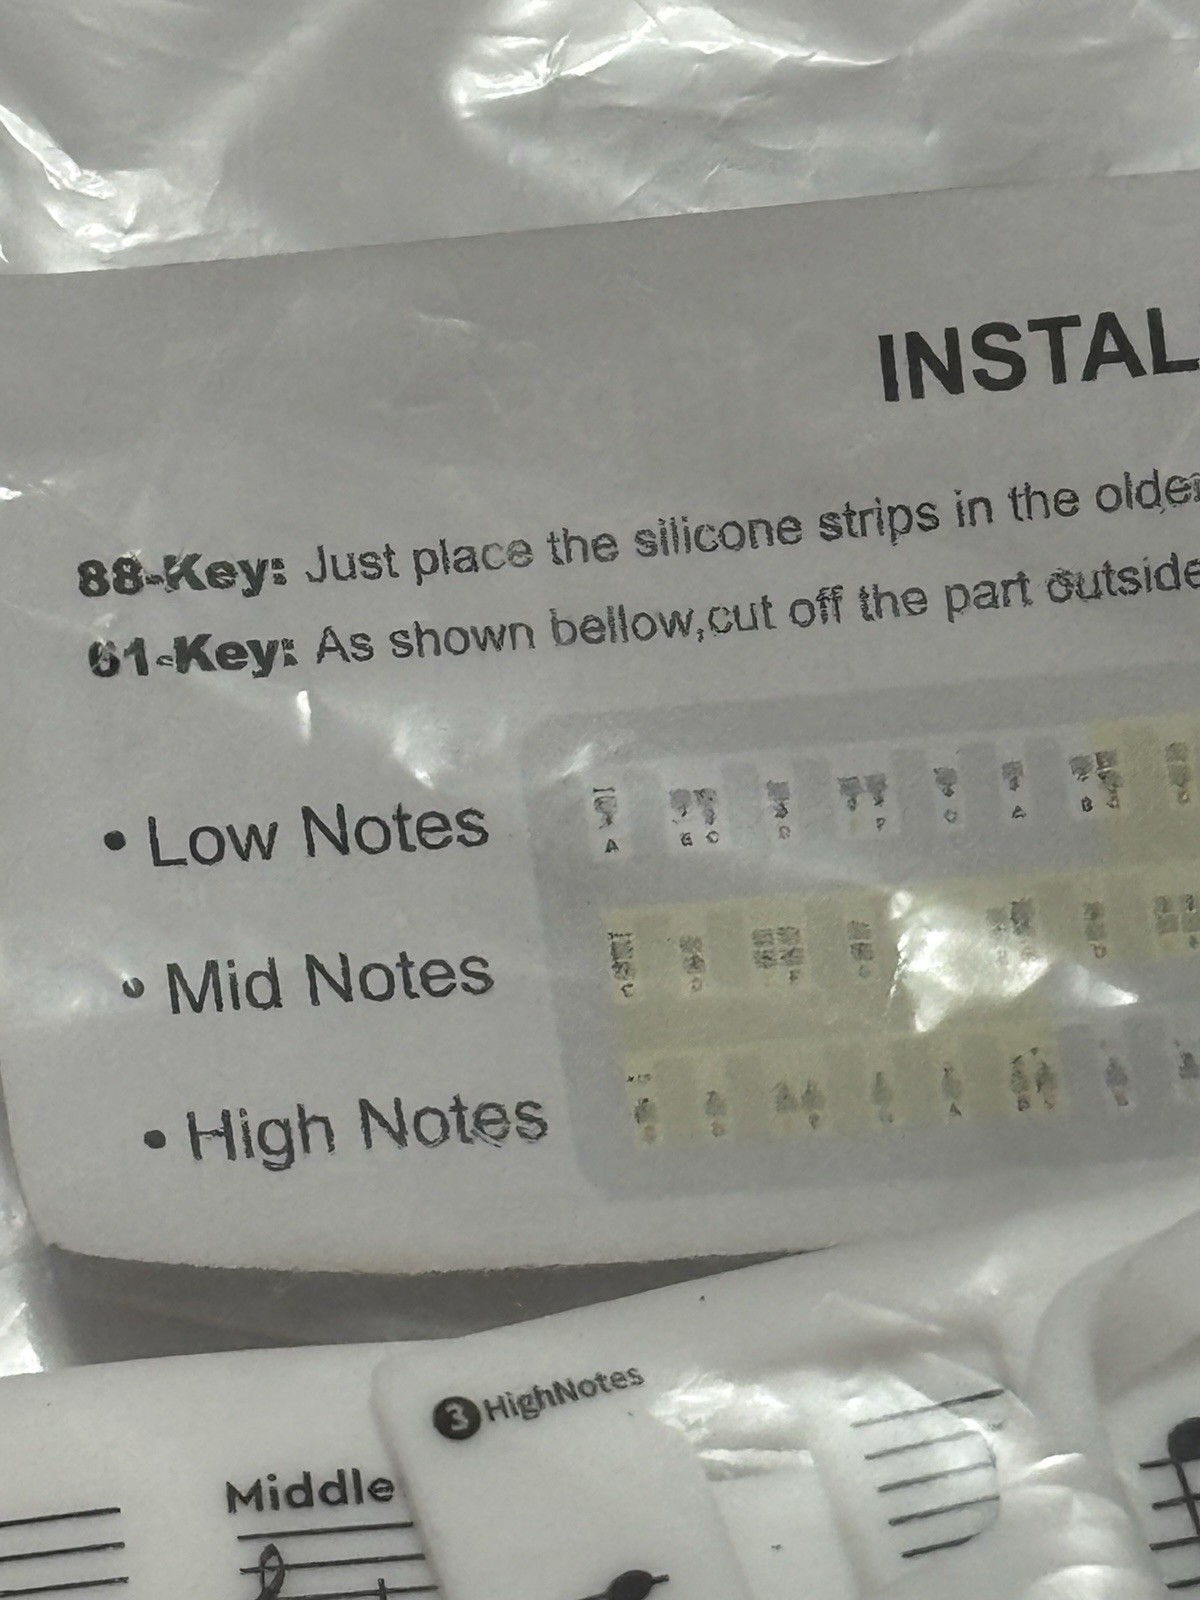 INSTAL
88-Key: Just place the silicone strips in the older
61-Key: As shown bellow,cut off the part outside
• Low Notes
A B C D F G A B
• Mid Notes
• High Notes
3 HighNotes
Middle